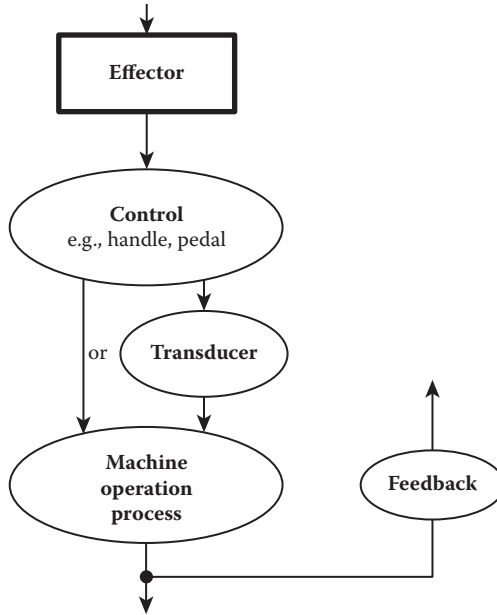 Effector
Control
e.g., handle, pedal
or
Transducer
Machine
operation
process
Feedback